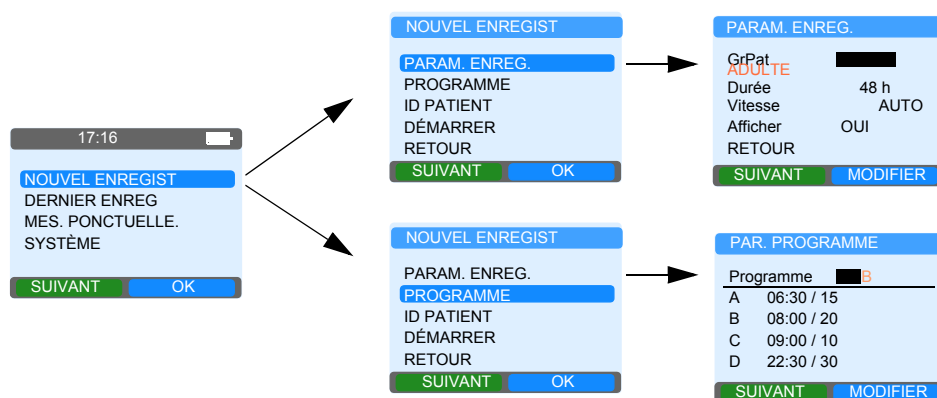 17:16
NOUVEL ENREGIST
DERNIER ENREG
MES. PONCTUELLE.
SYSTÈME
SUIVANT OK
NOUVEL ENREGIST
PARAM. ENREG.
PROGRAMME
ID PATIENT
DÉMARRER
RETOUR
SUIVANT OK
PARAM. ENREG.
GrPat
ADULTE
Durée 48 h
Vitesse AUTO
Afficher OUI
RETOUR
SUIVANT MODIFIER
NOUVEL ENREGIST
PARAM. ENREG.
PROGRAMME
ID PATIENT
DÉMARRER
RETOUR
SUIVANT OK
PAR. PROGRAMME
Programme B
A 06:30 / 15
B 08:00 / 20
C 09:00 / 10
D 22:30 / 30
SUIVANT MODIFIER